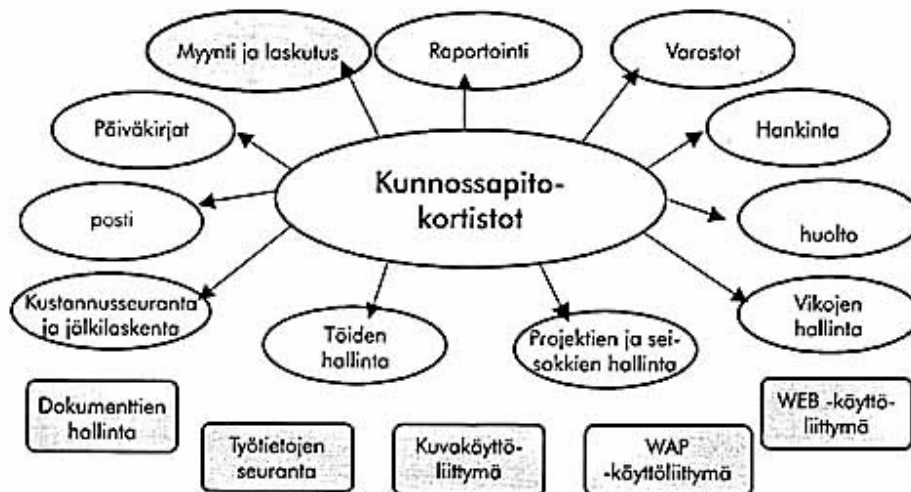 Myynti ja laskutus
Raportointi
Varastot
Päiväkirjat
Hankinta
Kunnossapito-
kortistot
posti
huolto
Kustannusseuranta
ja jälkilaskenta
Töiden
hallinta
Projektien ja sei-
sokkien hallinta
Vikojen
hallinta
Dokumenttien
hallinta
Työtietojen
seuranta
Kuvakäyttö-
liittymä
WAP
-käyttöliittymä
WEB -käyttö-
liittymä